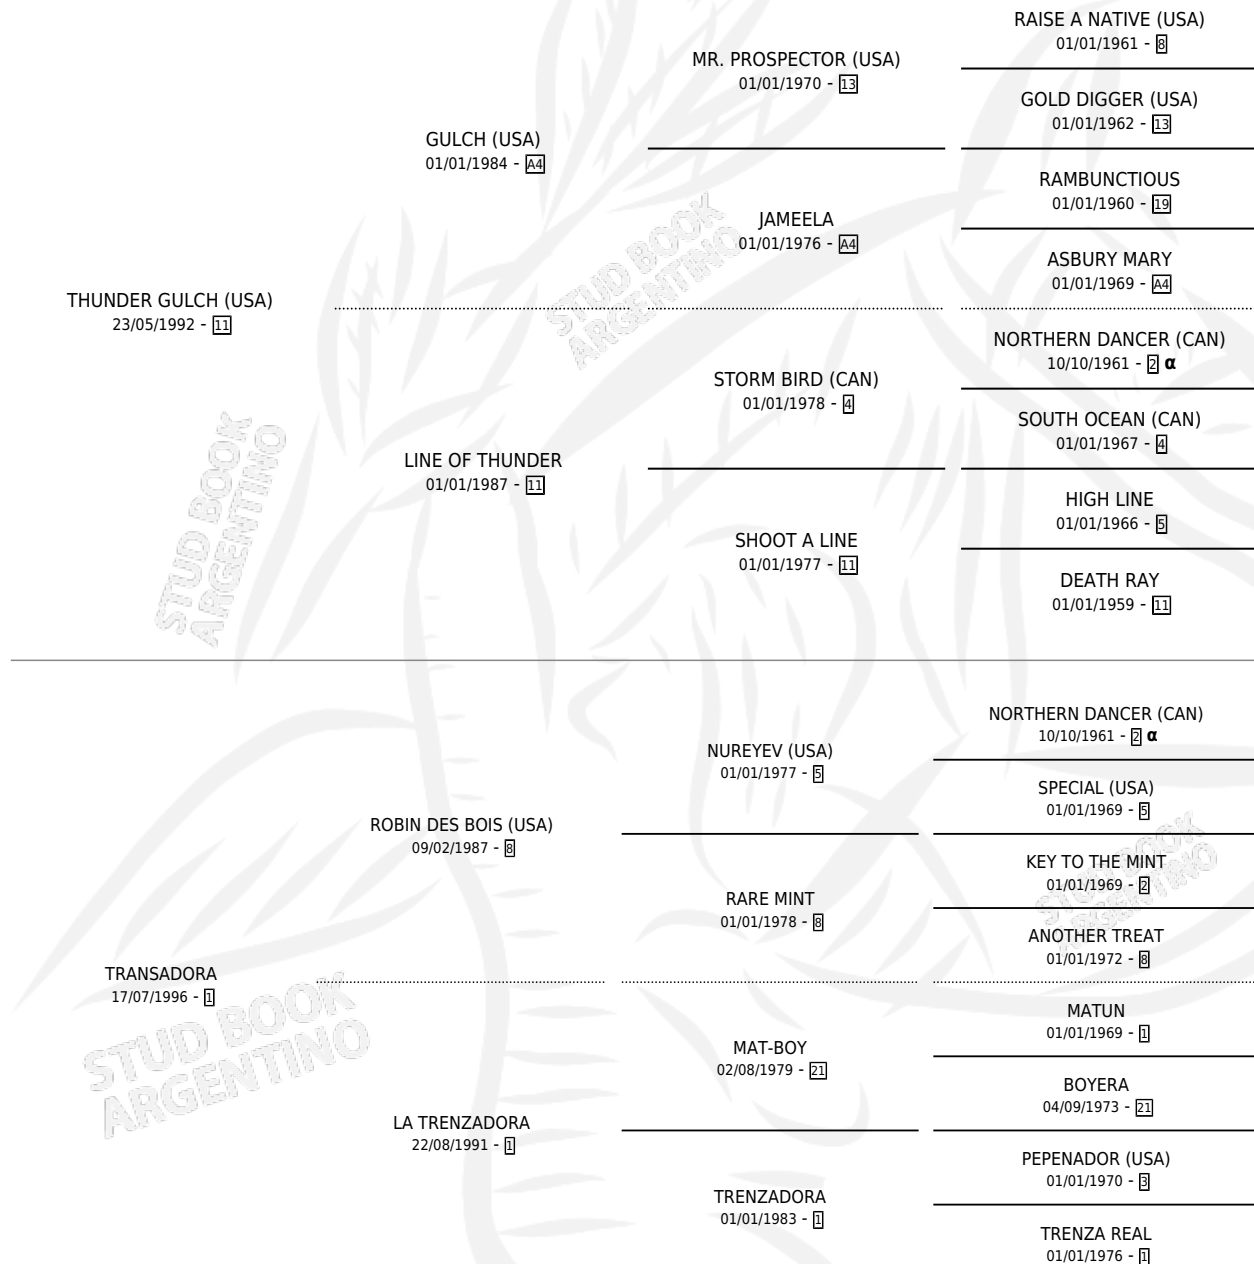 RAISE A NATIVE (USA)
01/01/1961 - 8
MR. PROSPECTOR (USA)
01/01/1970 - 13
GOLD DIGGER (USA)
01/01/1962 - 13
GULCH (USA)
01/01/1984 - A4
RAMBUNCTIOUS
01/01/1960 - 19
JAMEELA
01/01/1976 - A4
ASBURY MARY
01/01/1969 - A4
THUNDER GULCH (USA)
23/05/1992 - 11
NORTHERN DANCER (CAN)
10/10/1961 - 2 α
STORM BIRD (CAN)
01/01/1978 - 4
SOUTH OCEAN (CAN)
01/01/1967 - 4
LINE OF THUNDER
01/01/1987 - 11
HIGH LINE
01/01/1966 - 5
SHOOT A LINE
01/01/1977 - 11
DEATH RAY
01/01/1959 - 11
NORTHERN DANCER (CAN)
10/10/1961 - 2 α
NUREYEV (USA)
01/01/1977 - 5
SPECIAL (USA)
01/01/1969 - 5
ROBIN DES BOIS (USA)
09/02/1987 - 8
KEY TO THE MINT
01/01/1969 - 2
RARE MINT
01/01/1978 - 8
ANOTHER TREAT
01/01/1972 - 8
TRANSADORA
17/07/1996 - 1
MATUN
01/01/1969 - 1
MAT-BOY
02/08/1979 - 21
BOYERA
04/09/1973 - 21
LA TRENZADORA
22/08/1991 - 1
PEPENADOR (USA)
01/01/1970 - 3
TRENZADORA
01/01/1983 - 1
TRENZA REAL
01/01/1976 - 1
STUD BOOK
ARGENTINO
STUD BOOK
ARGENTINO
STUD BOOK
ARGENTINO
STUD BOOK
ARGENTINO